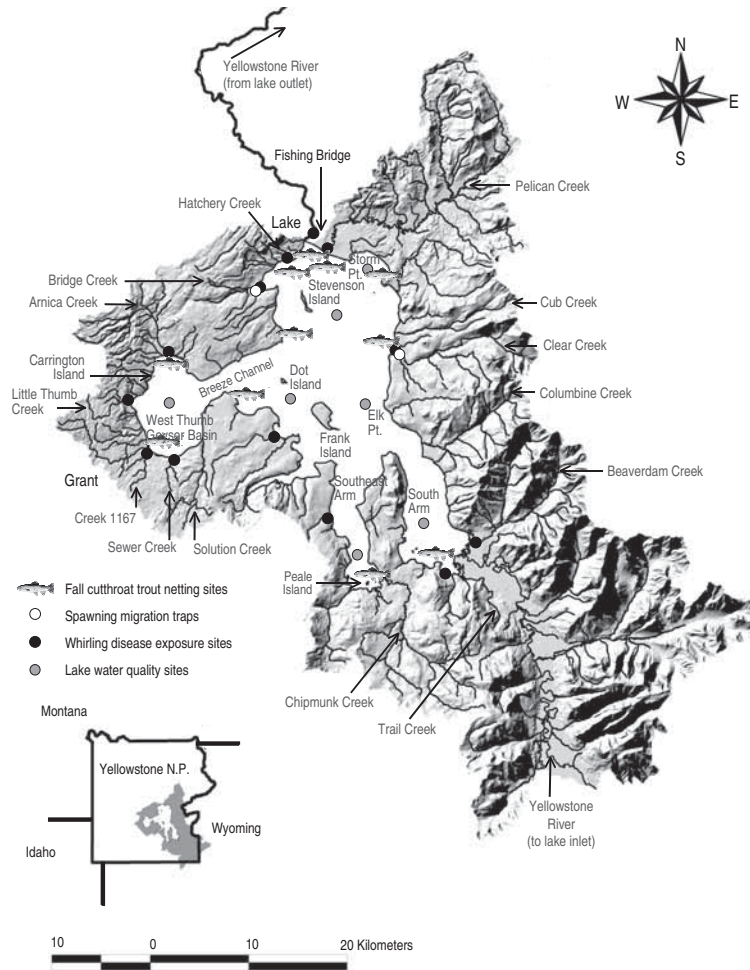 Yellowstone River
(from lake outlet)
N
W
E
S
Fishing Bridge
Pelican Creek
Hatchery Creek
Lake
Storm
Pt.
Bridge Creek
Stevenson
Island
Arnica Creek
Cub Creek
Clear Creek
Carrington
Island
Breeze Channel
Dot
Island
Little Thumb
Creek
Columbine Creek
West Thumb
Geyser Basin
Elk
Pt.
Frank
Island
Grant
Beaverdam Creek
Southeast
Arm
South
Arm
Creek 1167
Sewer Creek
Solution Creek
Peale
Island
Fall cutthroat trout netting sites
Spawning migration traps
Whirling disease exposure sites
Lake water quality sites
Chipmunk Creek
Trail Creek
Montana
Yellowstone N.P.
Wyoming
Idaho
Yellowstone
River
(to lake inlet)
10
0
10
20 Kilometers